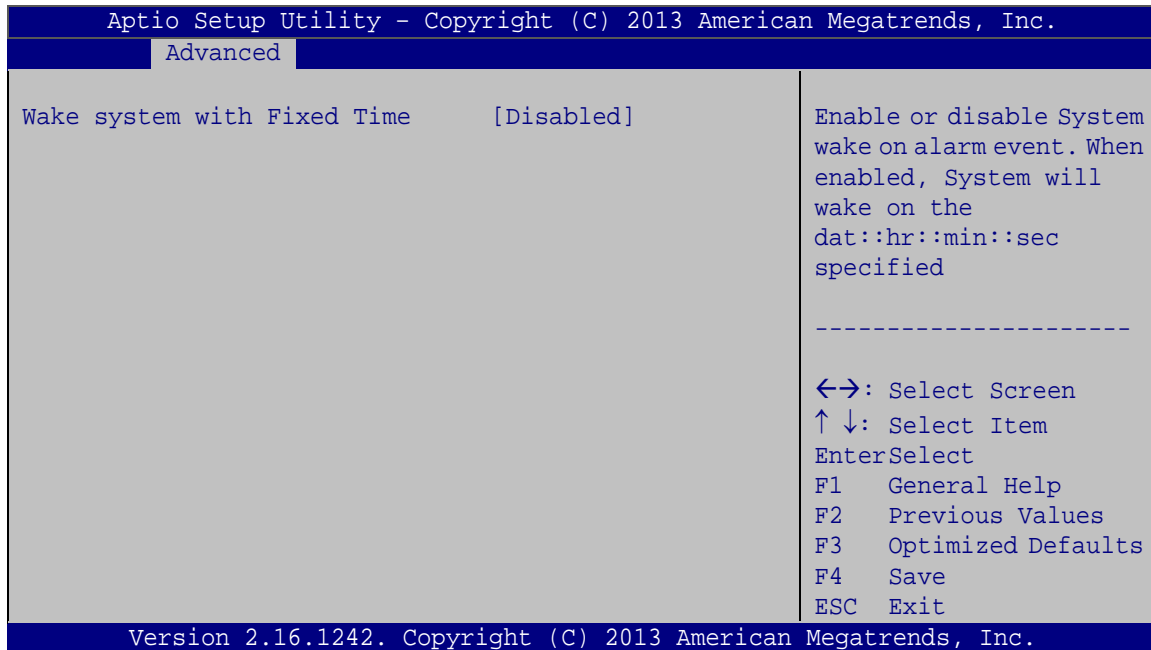 Aptio Setup Utility – Copyright (C) 2013 American Megatrends, Inc.
Advanced
Wake system with Fixed Time [Disabled]
Enable or disable System
wake on alarm event. When
enabled, System will
wake on the
dat::hr::min::sec
specified
----------------------
←→: Select Screen
↑ ↓: Select Item
EnterSelect
F1 General Help
F2 Previous Values
F3 Optimized Defaults
F4 Save
ESC Exit
Version 2.16.1242. Copyright (C) 2013 American Megatrends, Inc.